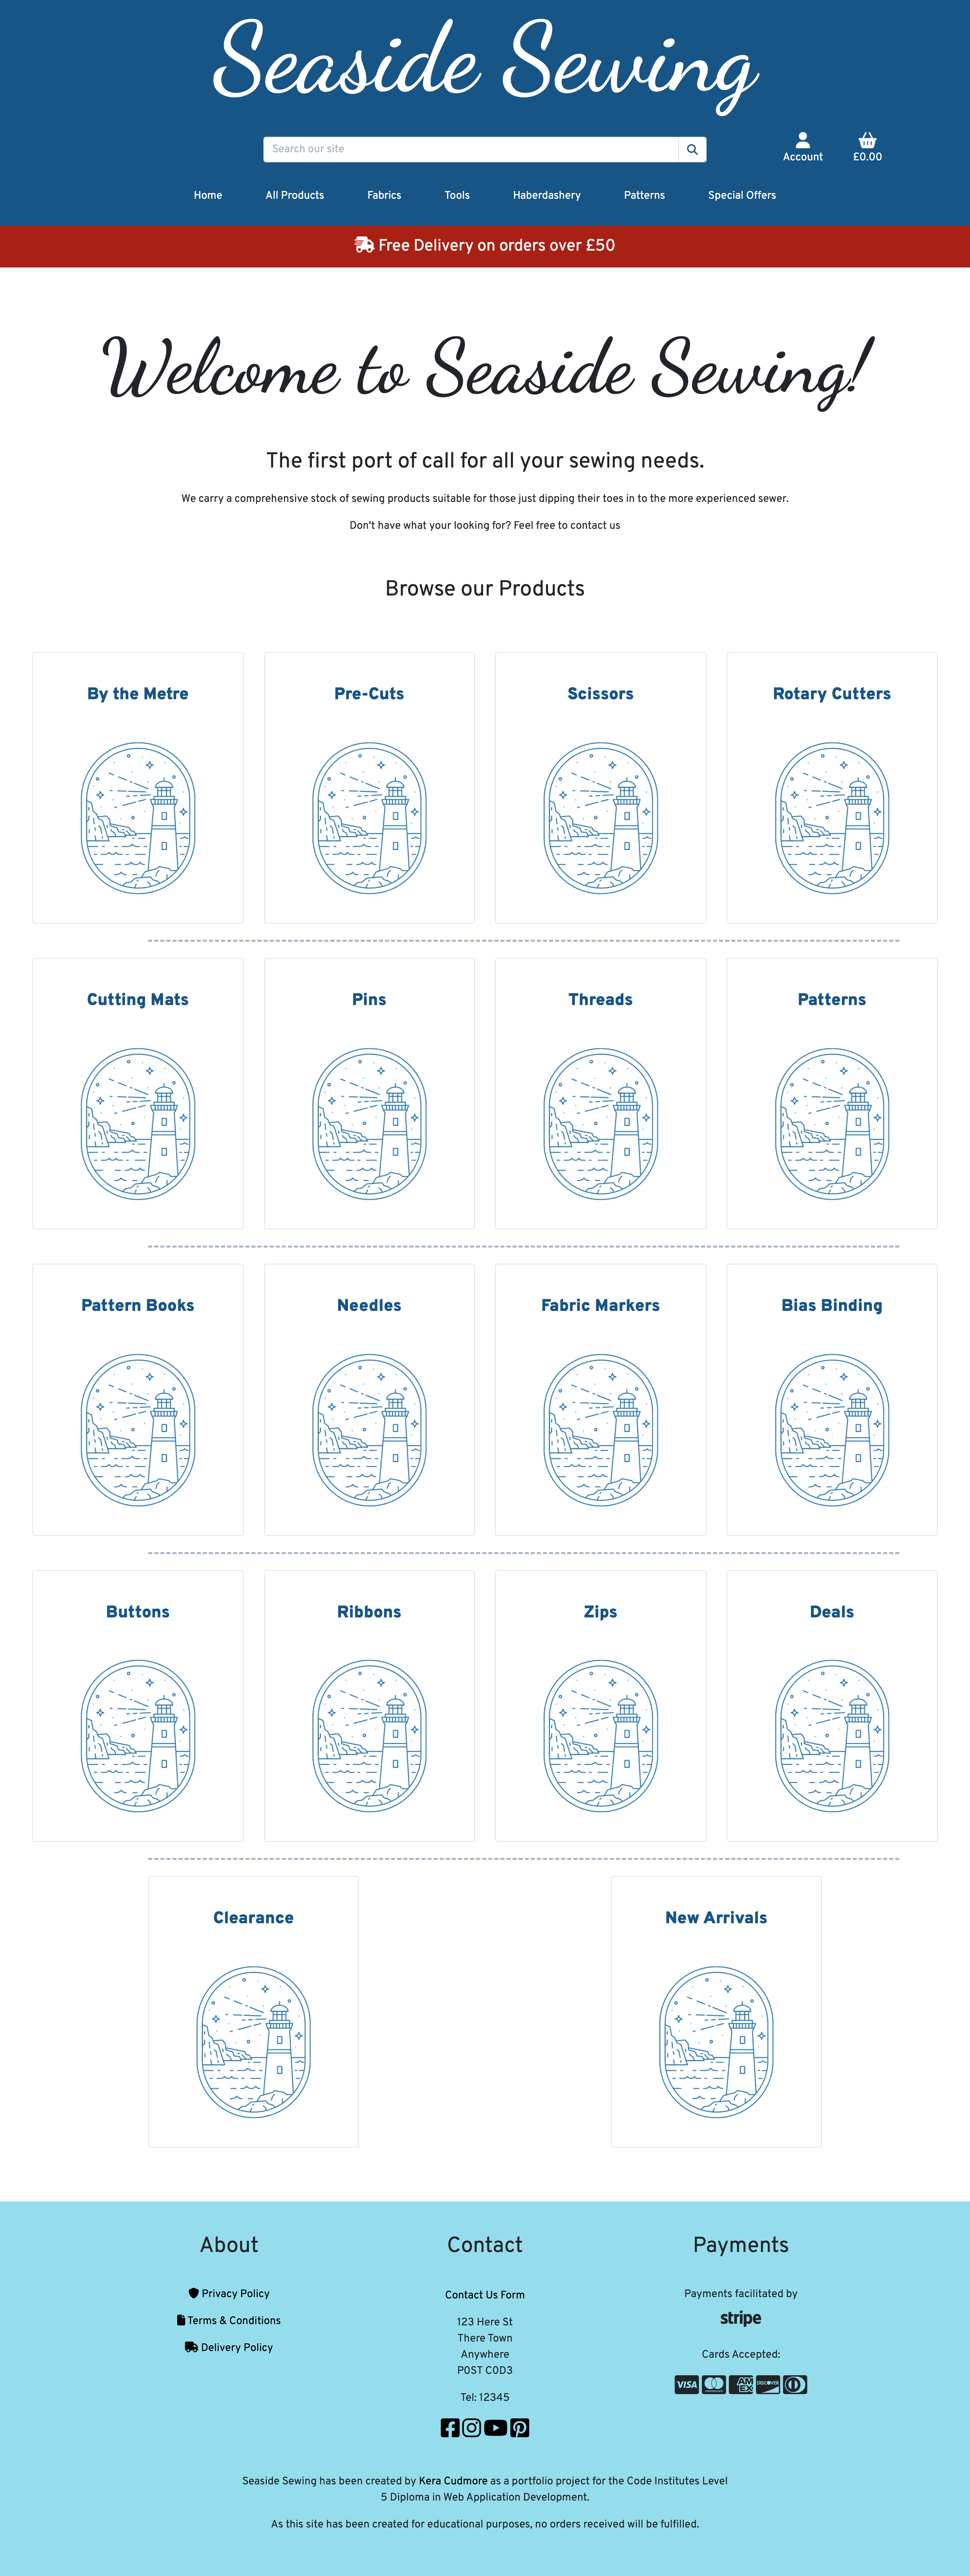 Seaside Sewing
Search our site
Account
£0.00
Home
All Products
Fabrics
Tools
Haberdashery
Patterns
Special Offers
Free Delivery on orders over £50
Welcome to Seaside Sewing!
The first port of call for all your sewing needs.
We carry a comprehensive stock of sewing products suitable for those just dipping their toes in to the more experienced sewer.
Don't have what your looking for? Feel free to contact us
Browse our Products
By the Metre
Pre-Cuts
Scissors
Rotary Cutters
Cutting Mats
Pins
Threads
Patterns
Pattern Books
Needles
Fabric Markers
Bias Binding
Buttons
Ribbons
Zips
Deals
Clearance
New Arrivals
About
Privacy Policy
Terms & Conditions
Delivery Policy
Contact
Contact Us Form
123 Here St
There Town
Anywhere
P0ST C0D3
Tel: 12345
Payments
Payments facilitated by
stripe
Cards Accepted:
VISA
AM
EX
DISCOVER
Seaside Sewing has been created by Kera Cudmore as a portfolio project for the Code Institutes Level
5 Diploma in Web Application Development.
As this site has been created for educational purposes, no orders received will be fulfilled.